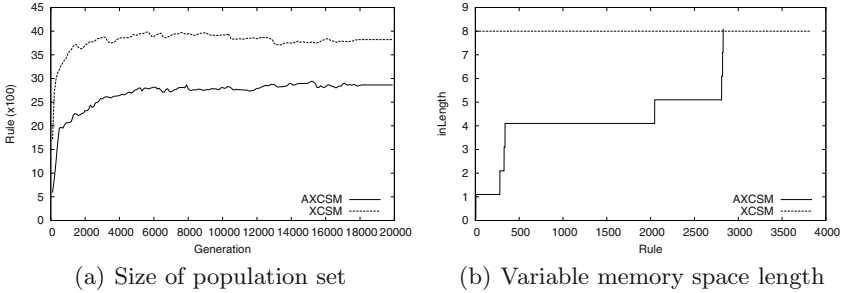 45
40
35
30
25
20
15
10
5
0
Rule (x100)
0 2000 4000 6000 8000 10000 12000 14000 16000 18000 20000
Generation
AXCSM
XCSM
(a) Size of population set
9
8
7
6
5
4
3
2
1
0
inLength
0 500 1000 1500 2000 2500 3000 3500 4000
Rule
AXCSM
XCSM
(b) Variable memory space length